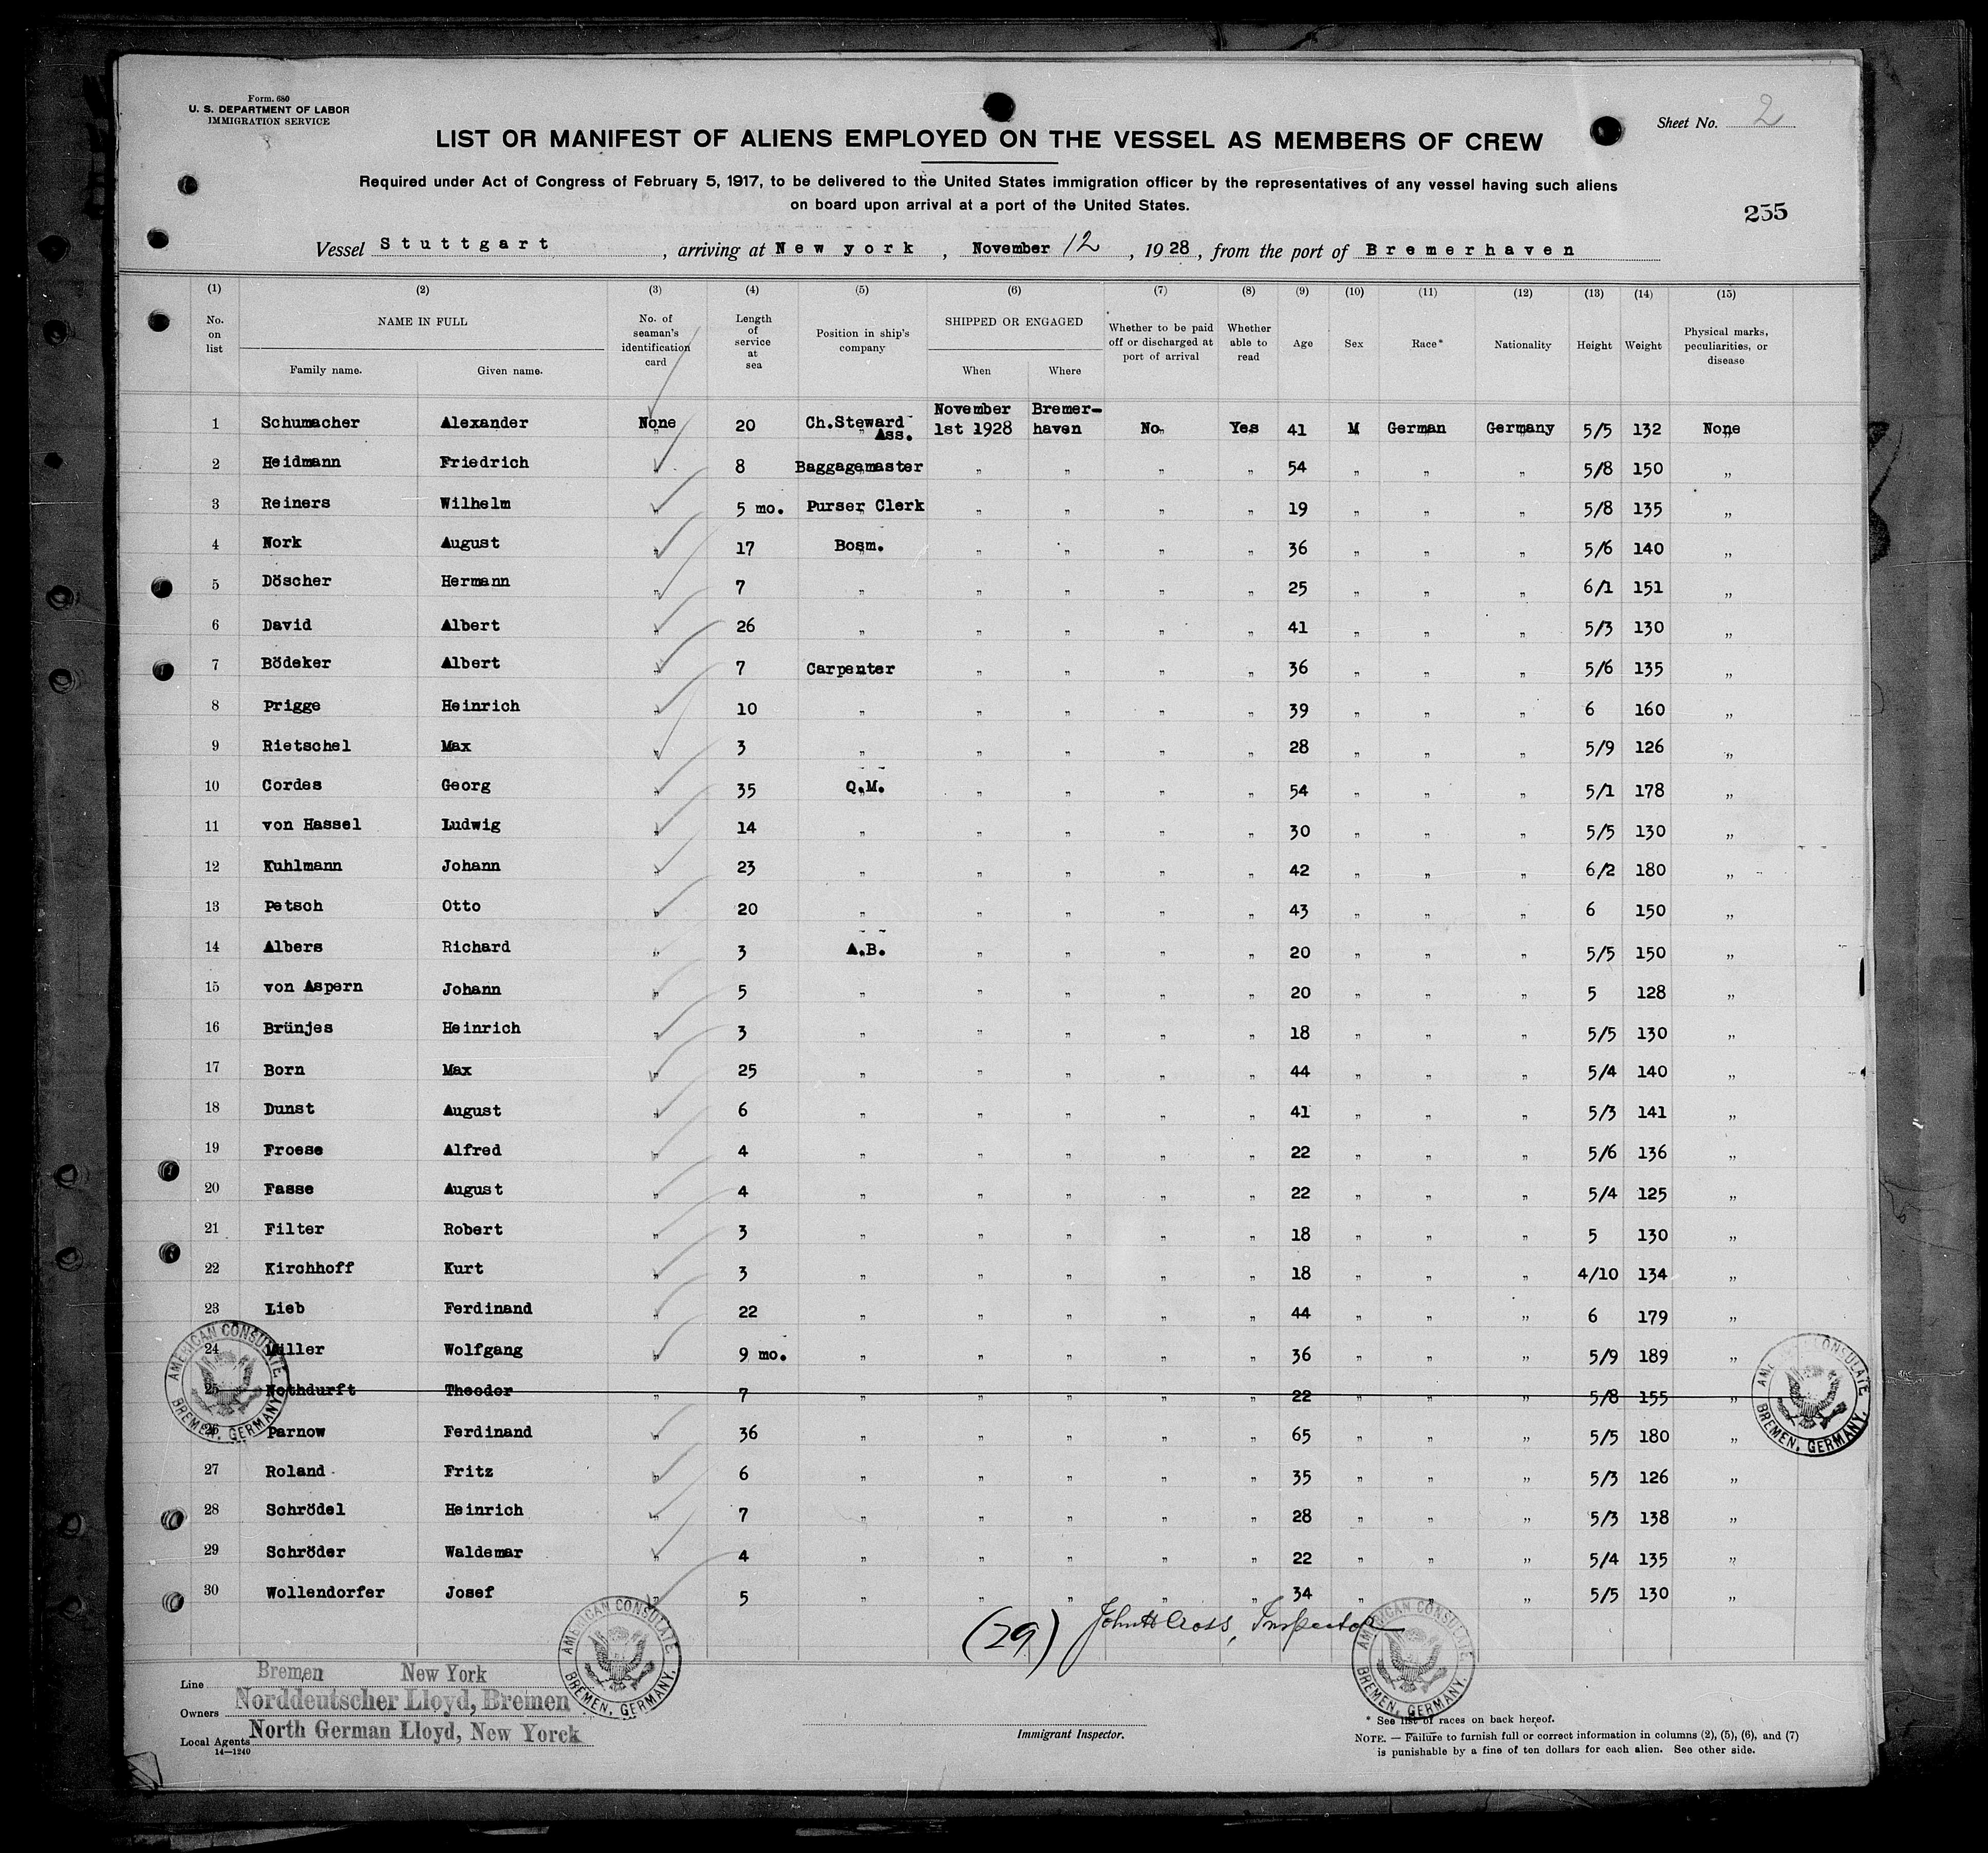 Form. 680
U. S. DEPARTMENT OF LABOR
IMMIGRATION SERVICE
Sheet No. 2
LIST OR MANIFEST OF ALIENS EMPLOYED ON THE VESSEL AS MEMBERS OF CREW
Required under Act of Congress of February 5, 1917, to be delivered to the United States immigration officer by the representatives of any vessel having such aliens
on board upon arrival at a port of the United States.
255
Vessel Stuttgart, arriving at New york, November 12, 1928, from the port of Bremerhaven
(1) (2) (3) (4) (5) (6) (7) (8) (9) (10) (11) (12) (13) (14) (15)
No. on list NAME IN FULL Family name. Given name. No. of seaman's identification card Length of service at sea Position in ship's company SHIPPED OR ENGAGED When Where Whether to be paid off or discharged at port of arrival Whether able to read Age Sex Race* Nationality Height Weight Physical marks, peculiarities, or disease
1 Schumacher Alexander None 20 Ch.Steward Ass. November 1st 1928 Bremer-haven No Yes 41 M German Germany 5/5 132 None
2 Heidmann Friedrich " 8 Baggagemaster " " " " 54 " " " 5/8 150 "
3 Reiners Wilhelm " 5 mo. Purser Clerk " " " " 19 " " " 5/8 135 "
4 Nork August " 17 Bosm. " " " " 36 " " " 5/6 140 "
5 Döscher Hermann " 7 " " " " " 25 " " " 6/1 151 "
6 David Albert " 26 " " " " " 41 " " " 5/3 130 "
7 Bödeker Albert " 7 Carpenter " " " " 36 " " " 5/6 135 "
8 Prigge Heinrich " 10 " " " " " 39 " " " 6 160 "
9 Rietschel Max " 3 " " " " " 28 " " " 5/9 126 "
10 Cordes Georg " 35 Q.M. " " " " 54 " " " 5/1 178 "
11 von Hassel Ludwig " 14 " " " " " 30 " " " 5/5 130 "
12 Kuhlmann Johann " 23 " " " " " 42 " " " 6/2 180 "
13 Petsch Otto " 20 " " " " " 43 " " " 6 150 "
14 Albers Richard " 3 A.B. " " " " 20 " " " 5/5 150 "
15 von Aspern Johann " 5 " " " " " 20 " " " 5 128 "
16 Brünjes Heinrich " 3 " " " " " 18 " " " 5/5 130 "
17 Born Max " 25 " " " " " 44 " " " 5/4 140 "
18 Dunst August " 6 " " " " " 41 " " " 5/3 141 "
19 Froese Alfred " 4 " " " " " 22 " " " 5/6 136 "
20 Fasse August " 4 " " " " " 22 " " " 5/4 125 "
21 Filter Robert " 3 " " " " " 18 " " " 5 130 "
22 Kirchhoff Kurt " 3 " " " " " 18 " " " 4/10 134 "
23 Lieb Ferdinand " 22 " " " " " 44 " " " 6 179 "
24 Miller Wolfgang " 9 mo. " " " " " 36 " " " 5/9 189 "
25 Nothdurft Theodor " 7 " " " " " 22 " " " 5/8 155 "
26 Parnow Ferdinand " 36 " " " " " 65 " " " 5/5 180 "
27 Roland Fritz " 6 " " " " " 35 " " " 5/3 126 "
28 Schrödel Heinrich " 7 " " " " " 28 " " " 5/3 138 "
29 Schröder Waldemar " 4 " " " " " 22 " " " 5/4 135 "
30 Wollendorfer Josef " 5 " " " " " 34 " " " 5/5 130 "
AMERICAN CONSULATE BREMEN, GERMANY.
AMERICAN CONSULATE BREMEN, GERMANY.
AMERICAN CONSULATE BREMEN, GERMANY.
AMERICAN CONSULATE BREMEN, GERMANY.
(29) John H Cross, Inspector
Line Bremen New York
Owners Norddeutscher Lloyd, Bremen
Local Agents North German Lloyd, New Yorck
14—1240
Immigrant Inspector.
* See list of races on back hereof.
NOTE. — Failure to furnish full or correct information in columns (2), (5), (6), and (7)
is punishable by a fine of ten dollars for each alien. See other side.